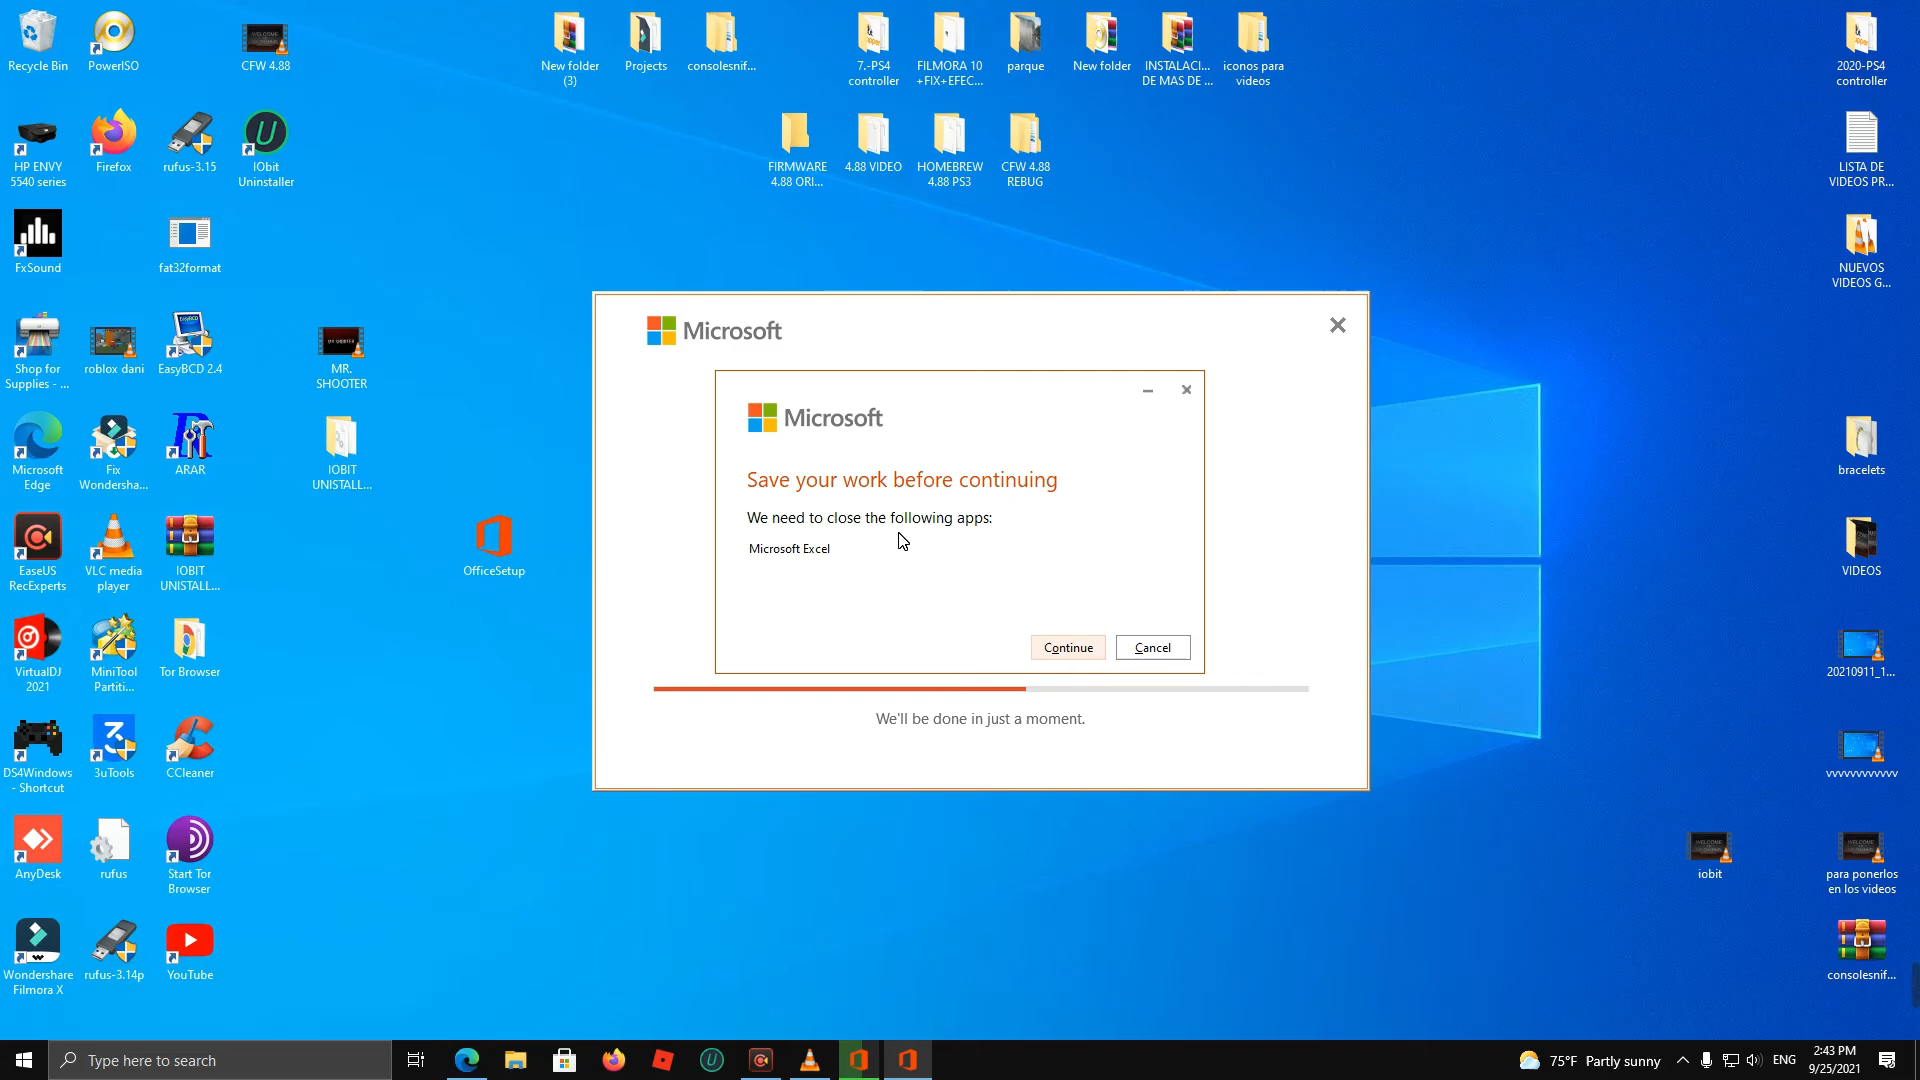 Recycle Bin
PowerISO
CFW 4.88
New folder
(3)
Projects
consolesnif...
7.-PS4
controller
FILMORA 10
+FIX+EFEC...
parque
New folder
INSTALACI...
DE MAS DE ...
iconos para
videos
2020-PS4
controller
HP ENVY
5540 series
Firefox
rufus-3.15
IObit
Uninstaller
FIRMWARE
4.88 ORI...
4.88 VIDEO
HOMEBREW
4.88 PS3
CFW 4.88
REBUG
LISTA DE
VIDEOS PR...
FxSound
fat32format
NUEVOS
VIDEOS G...
Shop for
Supplies - ...
roblox dani
EasyBCD 2.4
MR.
SHOOTER
Microsoft
Edge
Fix
Wondersha...
ARAR
IOBIT
UNISTALL...
bracelets
EaseUS
RecExperts
VLC media
player
IOBIT
UNISTALL...
OfficeSetup
VIDEOS
VirtualDJ
2021
MiniTool
Partiti...
Tor Browser
20210911_1...
DS4Windows
- Shortcut
3uTools
CCleaner
vvvvvvvvvvvv
AnyDesk
rufus
Start Tor
Browser
iobit
para ponerlos
en los videos
Wondershare
Filmora X
rufus-3.14p
YouTube
consolesnif...
Microsoft
Microsoft
Save your work before continuing
We need to close the following apps:
Microsoft Excel
Continue
Cancel
We'll be done in just a moment.
Type here to search
75°F Partly sunny
ENG
2:43 PM
9/25/2021